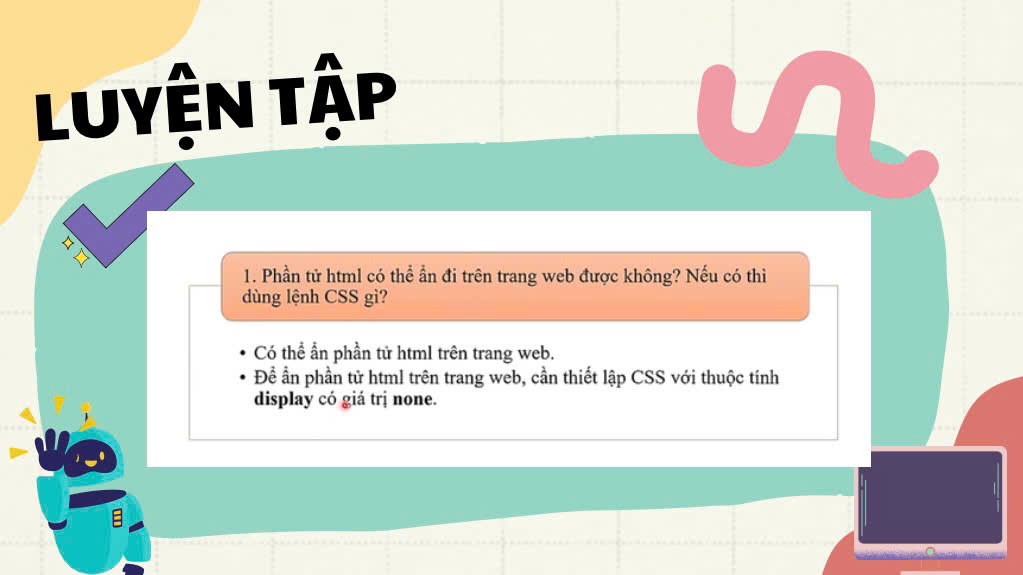 LUYỆN TẬP
1. Phần tử html có thể ẩn đi trên trang web được không? Nếu có thì
dùng lệnh CSS gì?
• Có thể ẩn phần tử html trên trang web.
• Để ẩn phần tử html trên trang web, cần thiết lập CSS với thuộc tính
display có giá trị none.